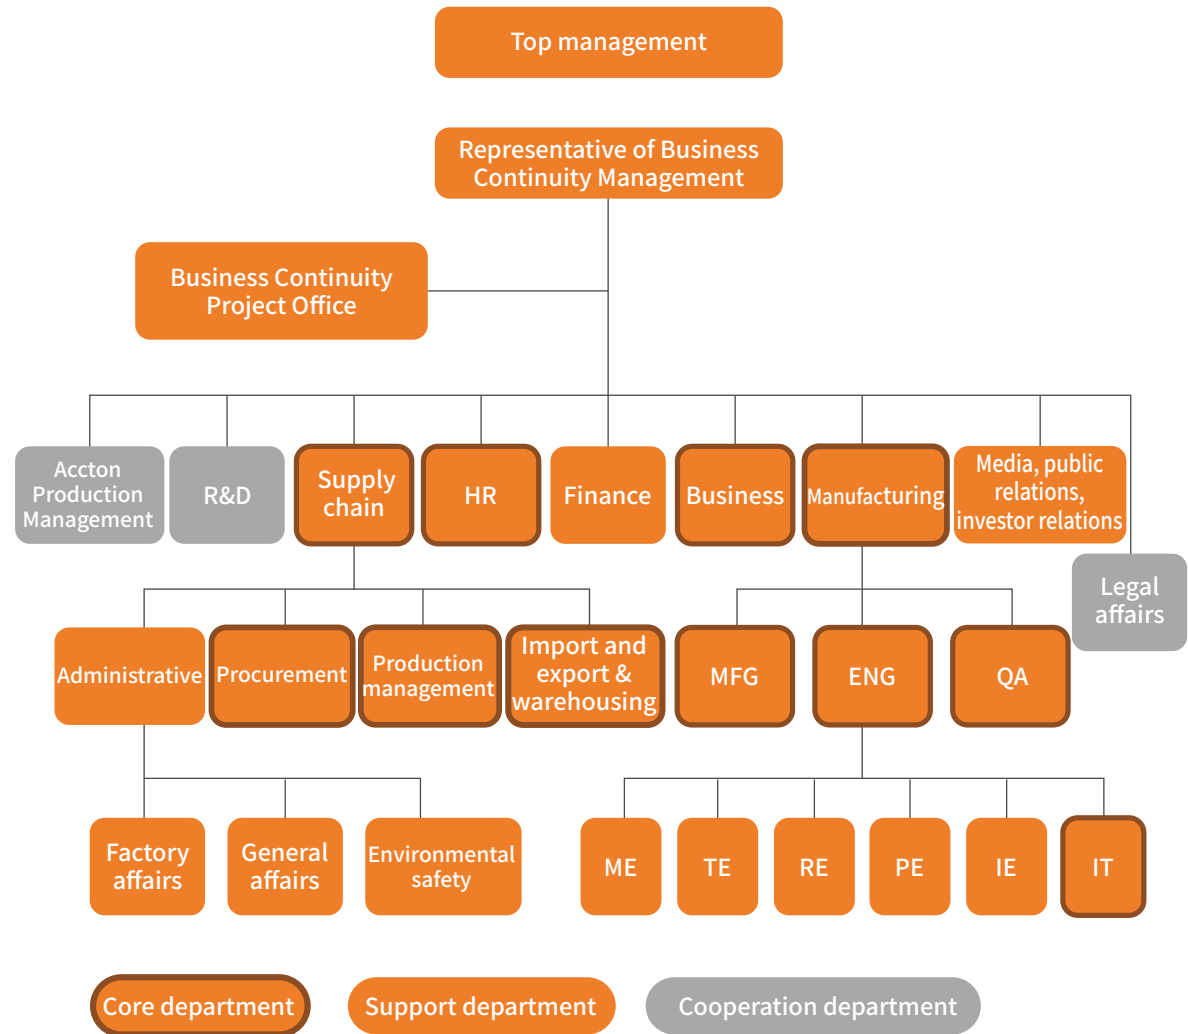 Top management
Representative of Business
Continuity Management
Business Continuity
Project Office
Accton
Production
Management
R&D
Supply
chain
HR
Finance
Business
Manufacturing
Media, public
relations,
investor relations
Legal
affairs
Administrative
Procurement
Production
management
Import and
export &
warehousing
MFG
ENG
QA
Factory
affairs
General
affairs
Environmental
safety
ME
TE
RE
PE
IE
IT
Core department
Support department
Cooperation department